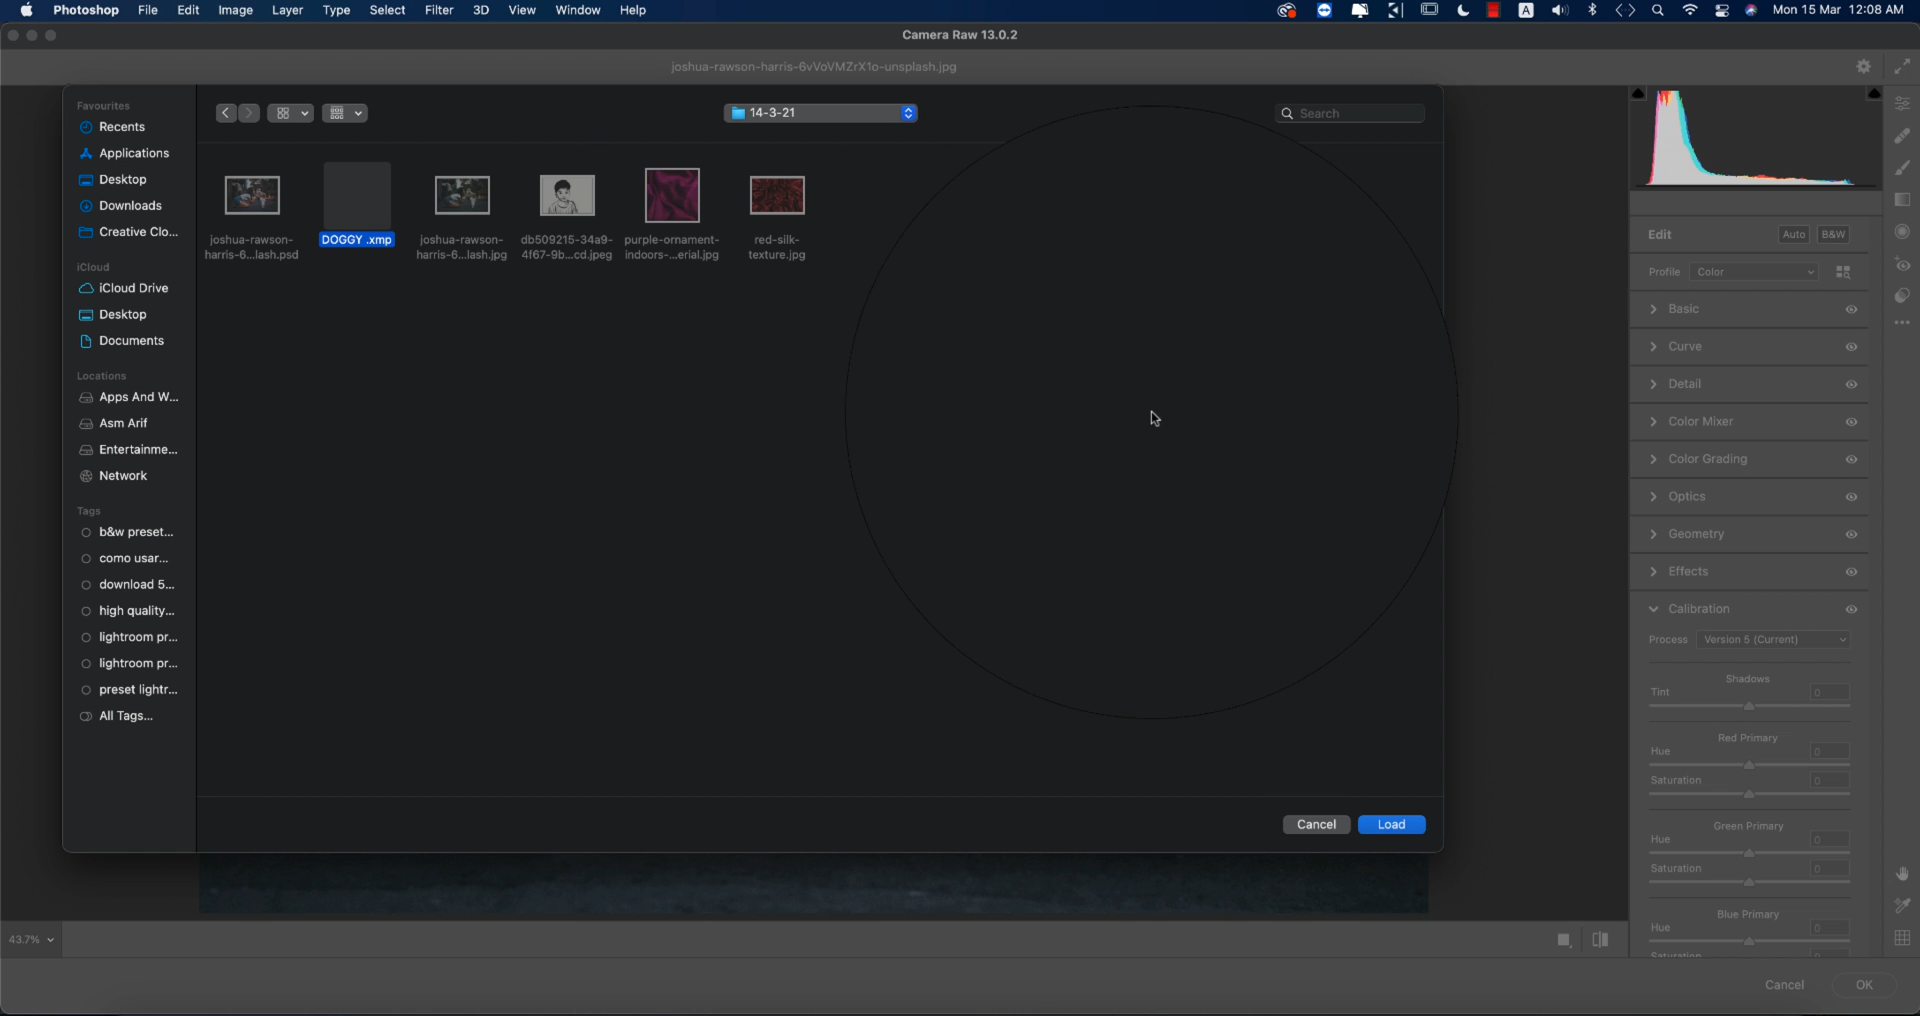 Photoshop File Edit Image Layer Type Select Filter 3D View Window Help A Mon 15 Mar 12:08 AM
Camera Raw 13.0.2
joshua-rawson-harris-6vVoVMZrX1o-unsplash.jpg
Favourites
Recents
Applications
Desktop
Downloads
Creative Clo...
iCloud
iCloud Drive
Desktop
Documents
Locations
Apps And W...
Asm Arif
Entertainme...
Network
Tags
b&w preset...
como usar...
download 5...
high quality...
lightroom pr...
lightroom pr...
preset lightr...
All Tags...
14-3-21
Search
joshua-rawson-
harris-6...lash.psd
DOGGY .xmp
joshua-rawson-
harris-6...lash.jpg
db509215-34a9-
4f67-9b...cd.jpeg
purple-ornament-
indoors-...erial.jpg
red-silk-
texture.jpg
Cancel Load
Edit Auto B&W
Profile Color
Basic
Curve
Detail
Color Mixer
Color Grading
Optics
Geometry
Effects
Calibration
Process Version 5 (Current)
Shadows
Tint 0
Red Primary
Hue 0
Saturation 0
Green Primary
Hue 0
Saturation 0
Blue Primary
Hue 0
Saturation
43.7%
Cancel OK